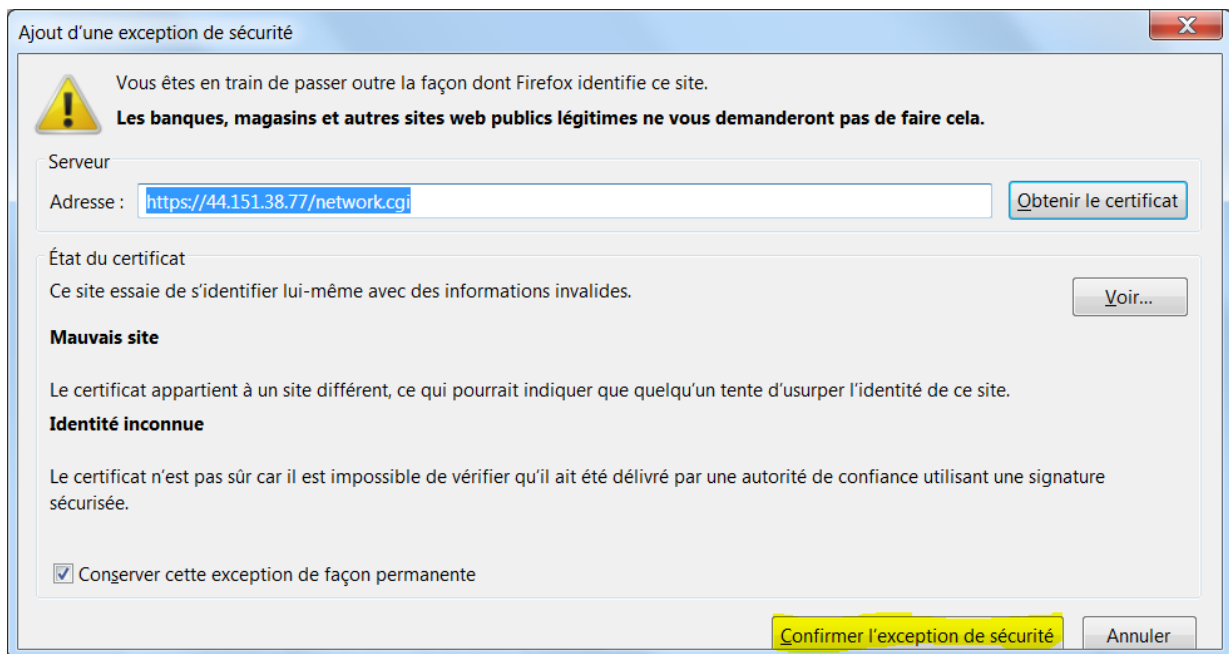 Ajout d'une exception de sécurité
X
Vous êtes en train de passer outre la façon dont Firefox identifie ce site.
Les banques, magasins et autres sites web publics légitimes ne vous demanderont pas de faire cela.
Serveur
Adresse : https://44.151.38.77/network.cgi Obtenir le certificat
État du certificat
Ce site essaie de s'identifier lui-même avec des informations invalides.
Voir...
Mauvais site
Le certificat appartient à un site différent, ce qui pourrait indiquer que quelqu'un tente d'usurper l'identité de ce site.
Identité inconnue
Le certificat n'est pas sûr car il est impossible de vérifier qu'il ait été délivré par une autorité de confiance utilisant une signature
sécurisée.
Conserver cette exception de façon permanente
Confirmer l'exception de sécurité Annuler